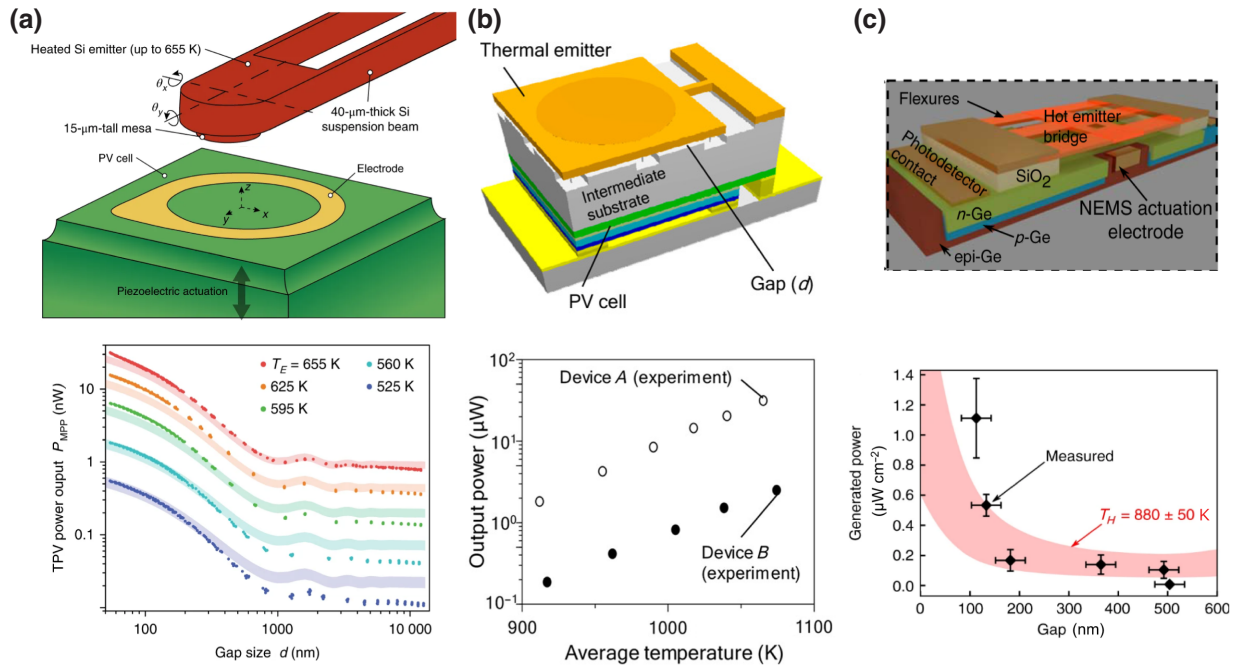 (a)
Heated Si emitter (up to 655 K)
θx
θy
15-μm-tall mesa
40-μm-thick Si
suspension beam
PV cell
Electrode
z
y
x
Piezoelectric actuation
TPV power ouput PMPP (nW)
10
1
0.1
TE = 655 K
625 K
595 K
560 K
525 K
100
1000
10 000
Gap size d (nm)
(b)
Thermal emitter
Intermediate
substrate
PV cell
Gap (d)
Output power (μW)
10²
10¹
10⁰
10⁻¹
Device A (experiment)
Device B
(experiment)
900
1000
1100
Average temperature (K)
(c)
Flexures
Hot emitter
bridge
Photodetector
contact
SiO₂
n-Ge
p-Ge
epi-Ge
NEMS actuation
electrode
Generated power
(μW cm⁻²)
1.4
1.2
1.0
0.8
0.6
0.4
0.2
0.0
Measured
TH = 880 ± 50 K
0
100
200
300
400
500
600
Gap (nm)